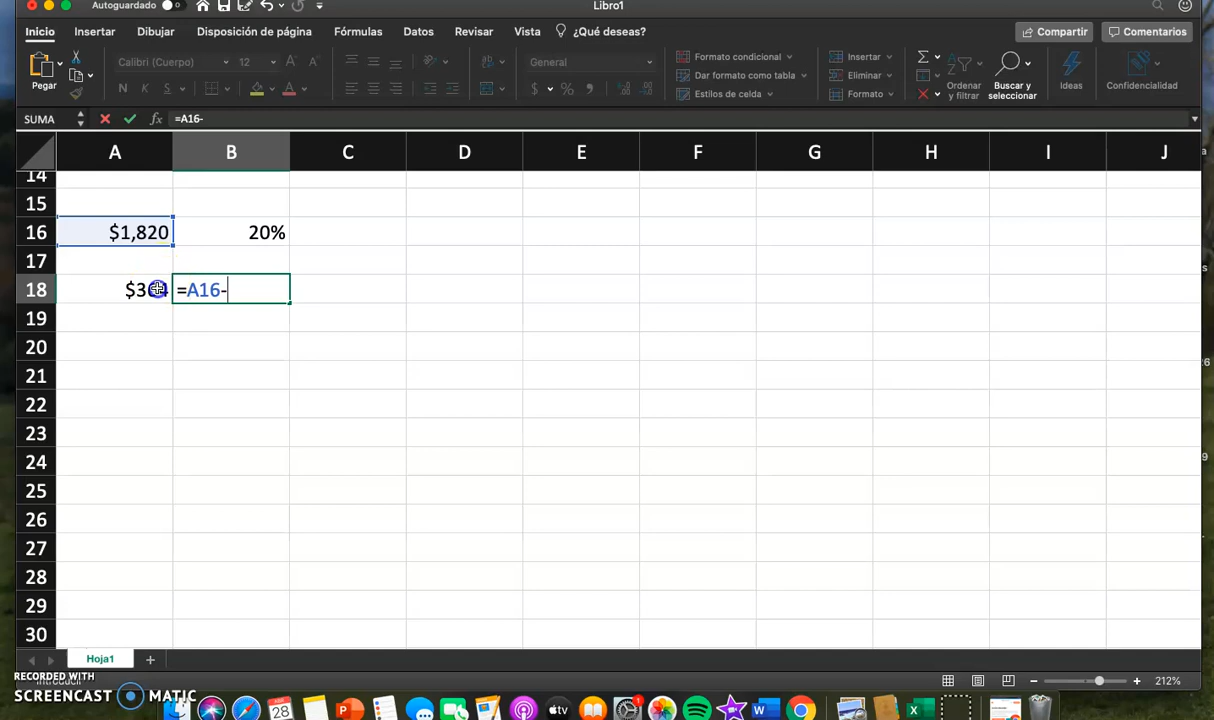 Autoguardado
Libro1
Inicio Insertar Dibujar Disposición de página Fórmulas Datos Revisar Vista ¿Qué deseas? Compartir Comentarios
Pegar
Calibri (Cuerpo) 12
N K S
General
$ %
Formato condicional
Dar formato como tabla
Estilos de celda
Insertar
Eliminar
Formato
Ordenar y filtrar
Buscar y seleccionar
Ideas
Confidencialidad
SUMA fx =A16-
A B C D E F G H I J
14
15
16 $1,820 20%
17
18 =A16-
19
20
21
22
23
24
25
26
27
28
29
30
Hoja1
212%
RECORDED WITH
SCREENCAST MATIC
28